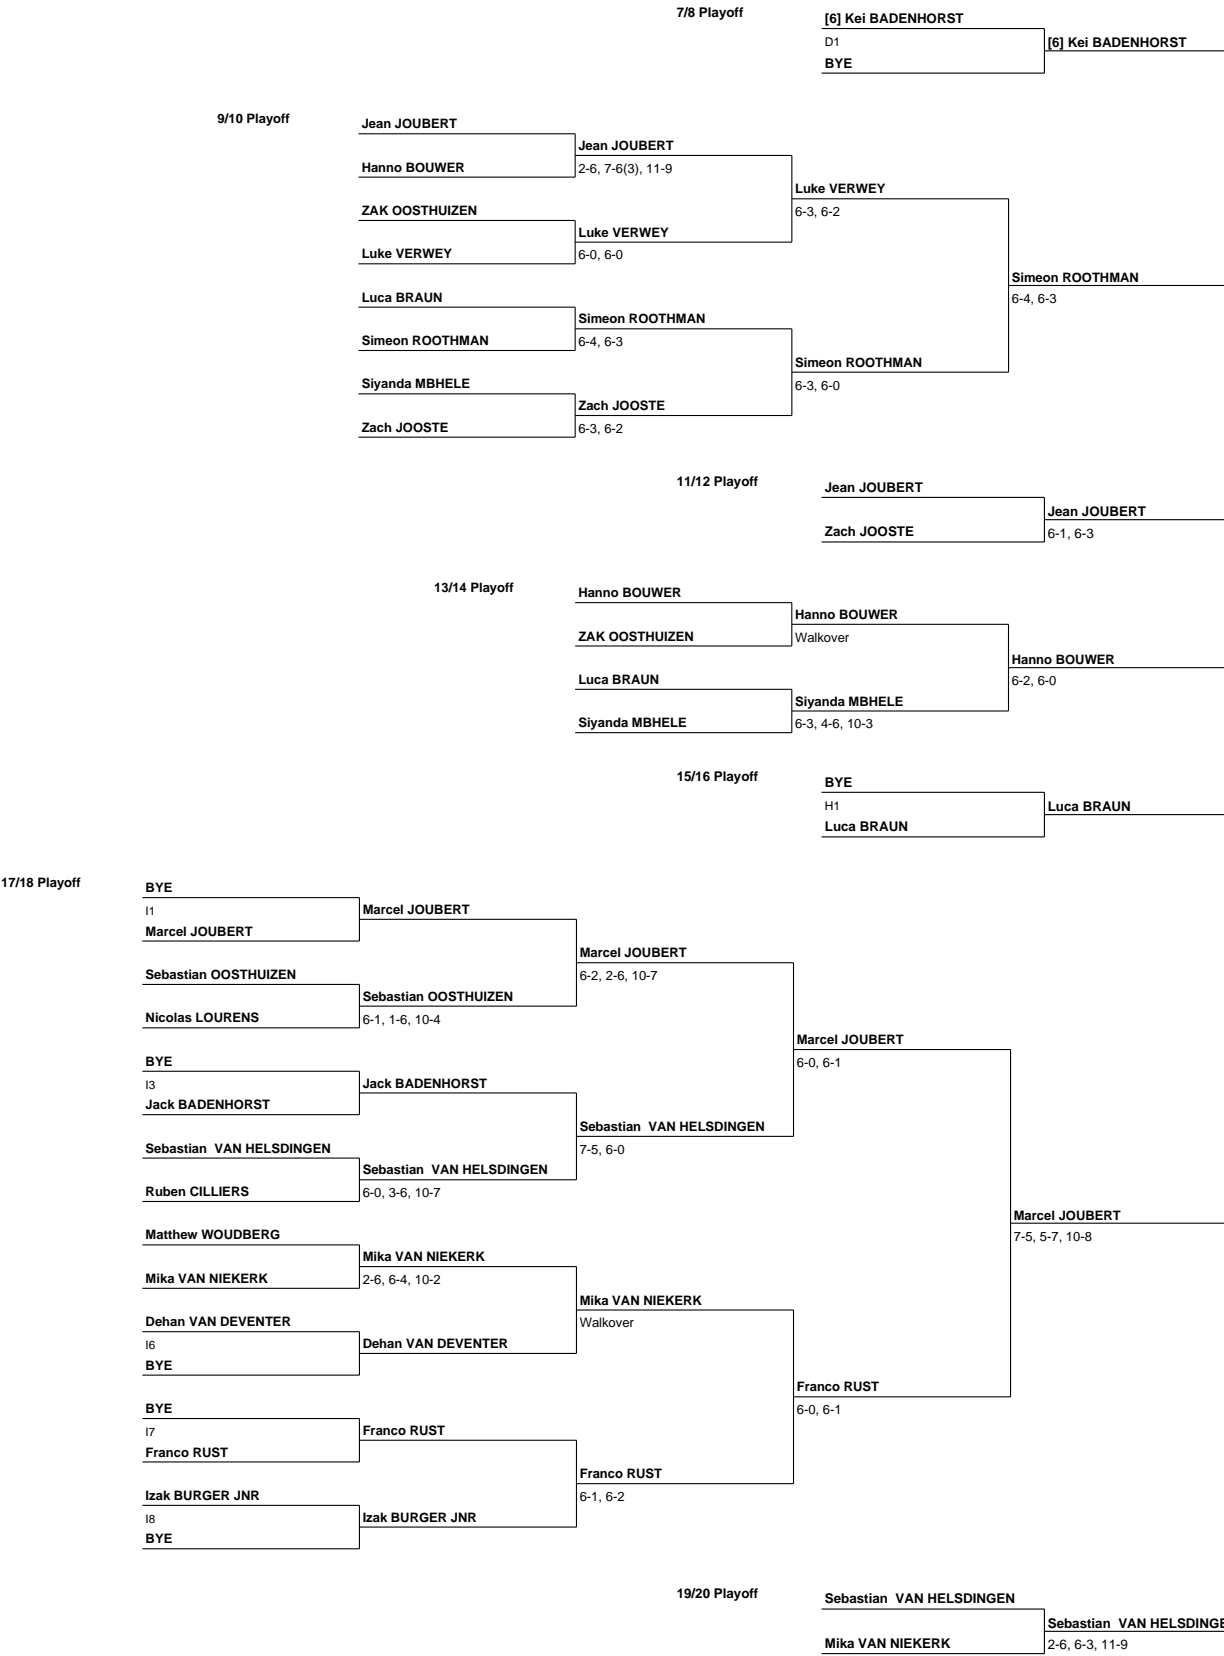 7/8 Playoff
[6] Kei BADENHORST
D1
[6] Kei BADENHORST
BYE
9/10 Playoff
Jean JOUBERT
Jean JOUBERT
Hanno BOUWER
2-6, 7-6(3), 11-9
Luke VERWEY
ZAK OOSTHUIZEN
6-3, 6-2
Luke VERWEY
Luke VERWEY
6-0, 6-0
Simeon ROOTHMAN
Luca BRAUN
6-4, 6-3
Simeon ROOTHMAN
Simeon ROOTHMAN
6-4, 6-3
Simeon ROOTHMAN
Siyanda MBHELE
6-3, 6-0
Zach JOOSTE
Zach JOOSTE
6-3, 6-2
11/12 Playoff
Jean JOUBERT
Jean JOUBERT
Zach JOOSTE
6-1, 6-3
13/14 Playoff
Hanno BOUWER
Hanno BOUWER
ZAK OOSTHUIZEN
Walkover
Hanno BOUWER
Luca BRAUN
6-2, 6-0
Siyanda MBHELE
Siyanda MBHELE
6-3, 4-6, 10-3
15/16 Playoff
BYE
H1
Luca BRAUN
Luca BRAUN
17/18 Playoff
BYE
I1
Marcel JOUBERT
Marcel JOUBERT
Marcel JOUBERT
Sebastian OOSTHUIZEN
6-2, 2-6, 10-7
Sebastian OOSTHUIZEN
Nicolas LOURENS
6-1, 1-6, 10-4
Marcel JOUBERT
BYE
6-0, 6-1
I3
Jack BADENHORST
Jack BADENHORST
Sebastian  VAN HELSDINGEN
Sebastian  VAN HELSDINGEN
7-5, 6-0
Sebastian  VAN HELSDINGEN
Ruben CILLIERS
6-0, 3-6, 10-7
Marcel JOUBERT
Matthew WOUDBERG
7-5, 5-7, 10-8
Mika VAN NIEKERK
Mika VAN NIEKERK
2-6, 6-4, 10-2
Mika VAN NIEKERK
Dehan VAN DEVENTER
Walkover
I6
Dehan VAN DEVENTER
BYE
Franco RUST
BYE
6-0, 6-1
I7
Franco RUST
Franco RUST
Franco RUST
Izak BURGER JNR
6-1, 6-2
I8
Izak BURGER JNR
BYE
19/20 Playoff
Sebastian  VAN HELSDINGEN
Sebastian  VAN HELSDINGE
Mika VAN NIEKERK
2-6, 6-3, 11-9